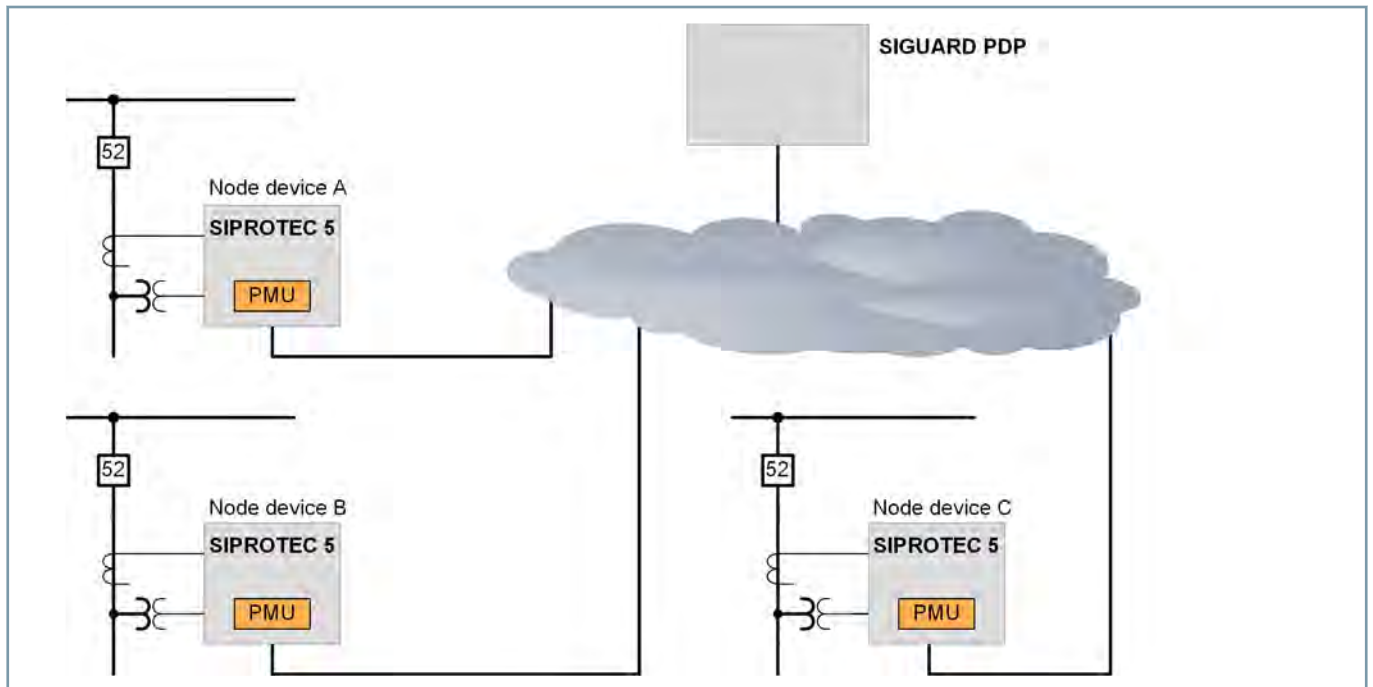 SIGUARD PDP
52
Node device A
SIPROTEC 5
PMU
52
Node device B
SIPROTEC 5
PMU
52
Node device C
SIPROTEC 5
PMU